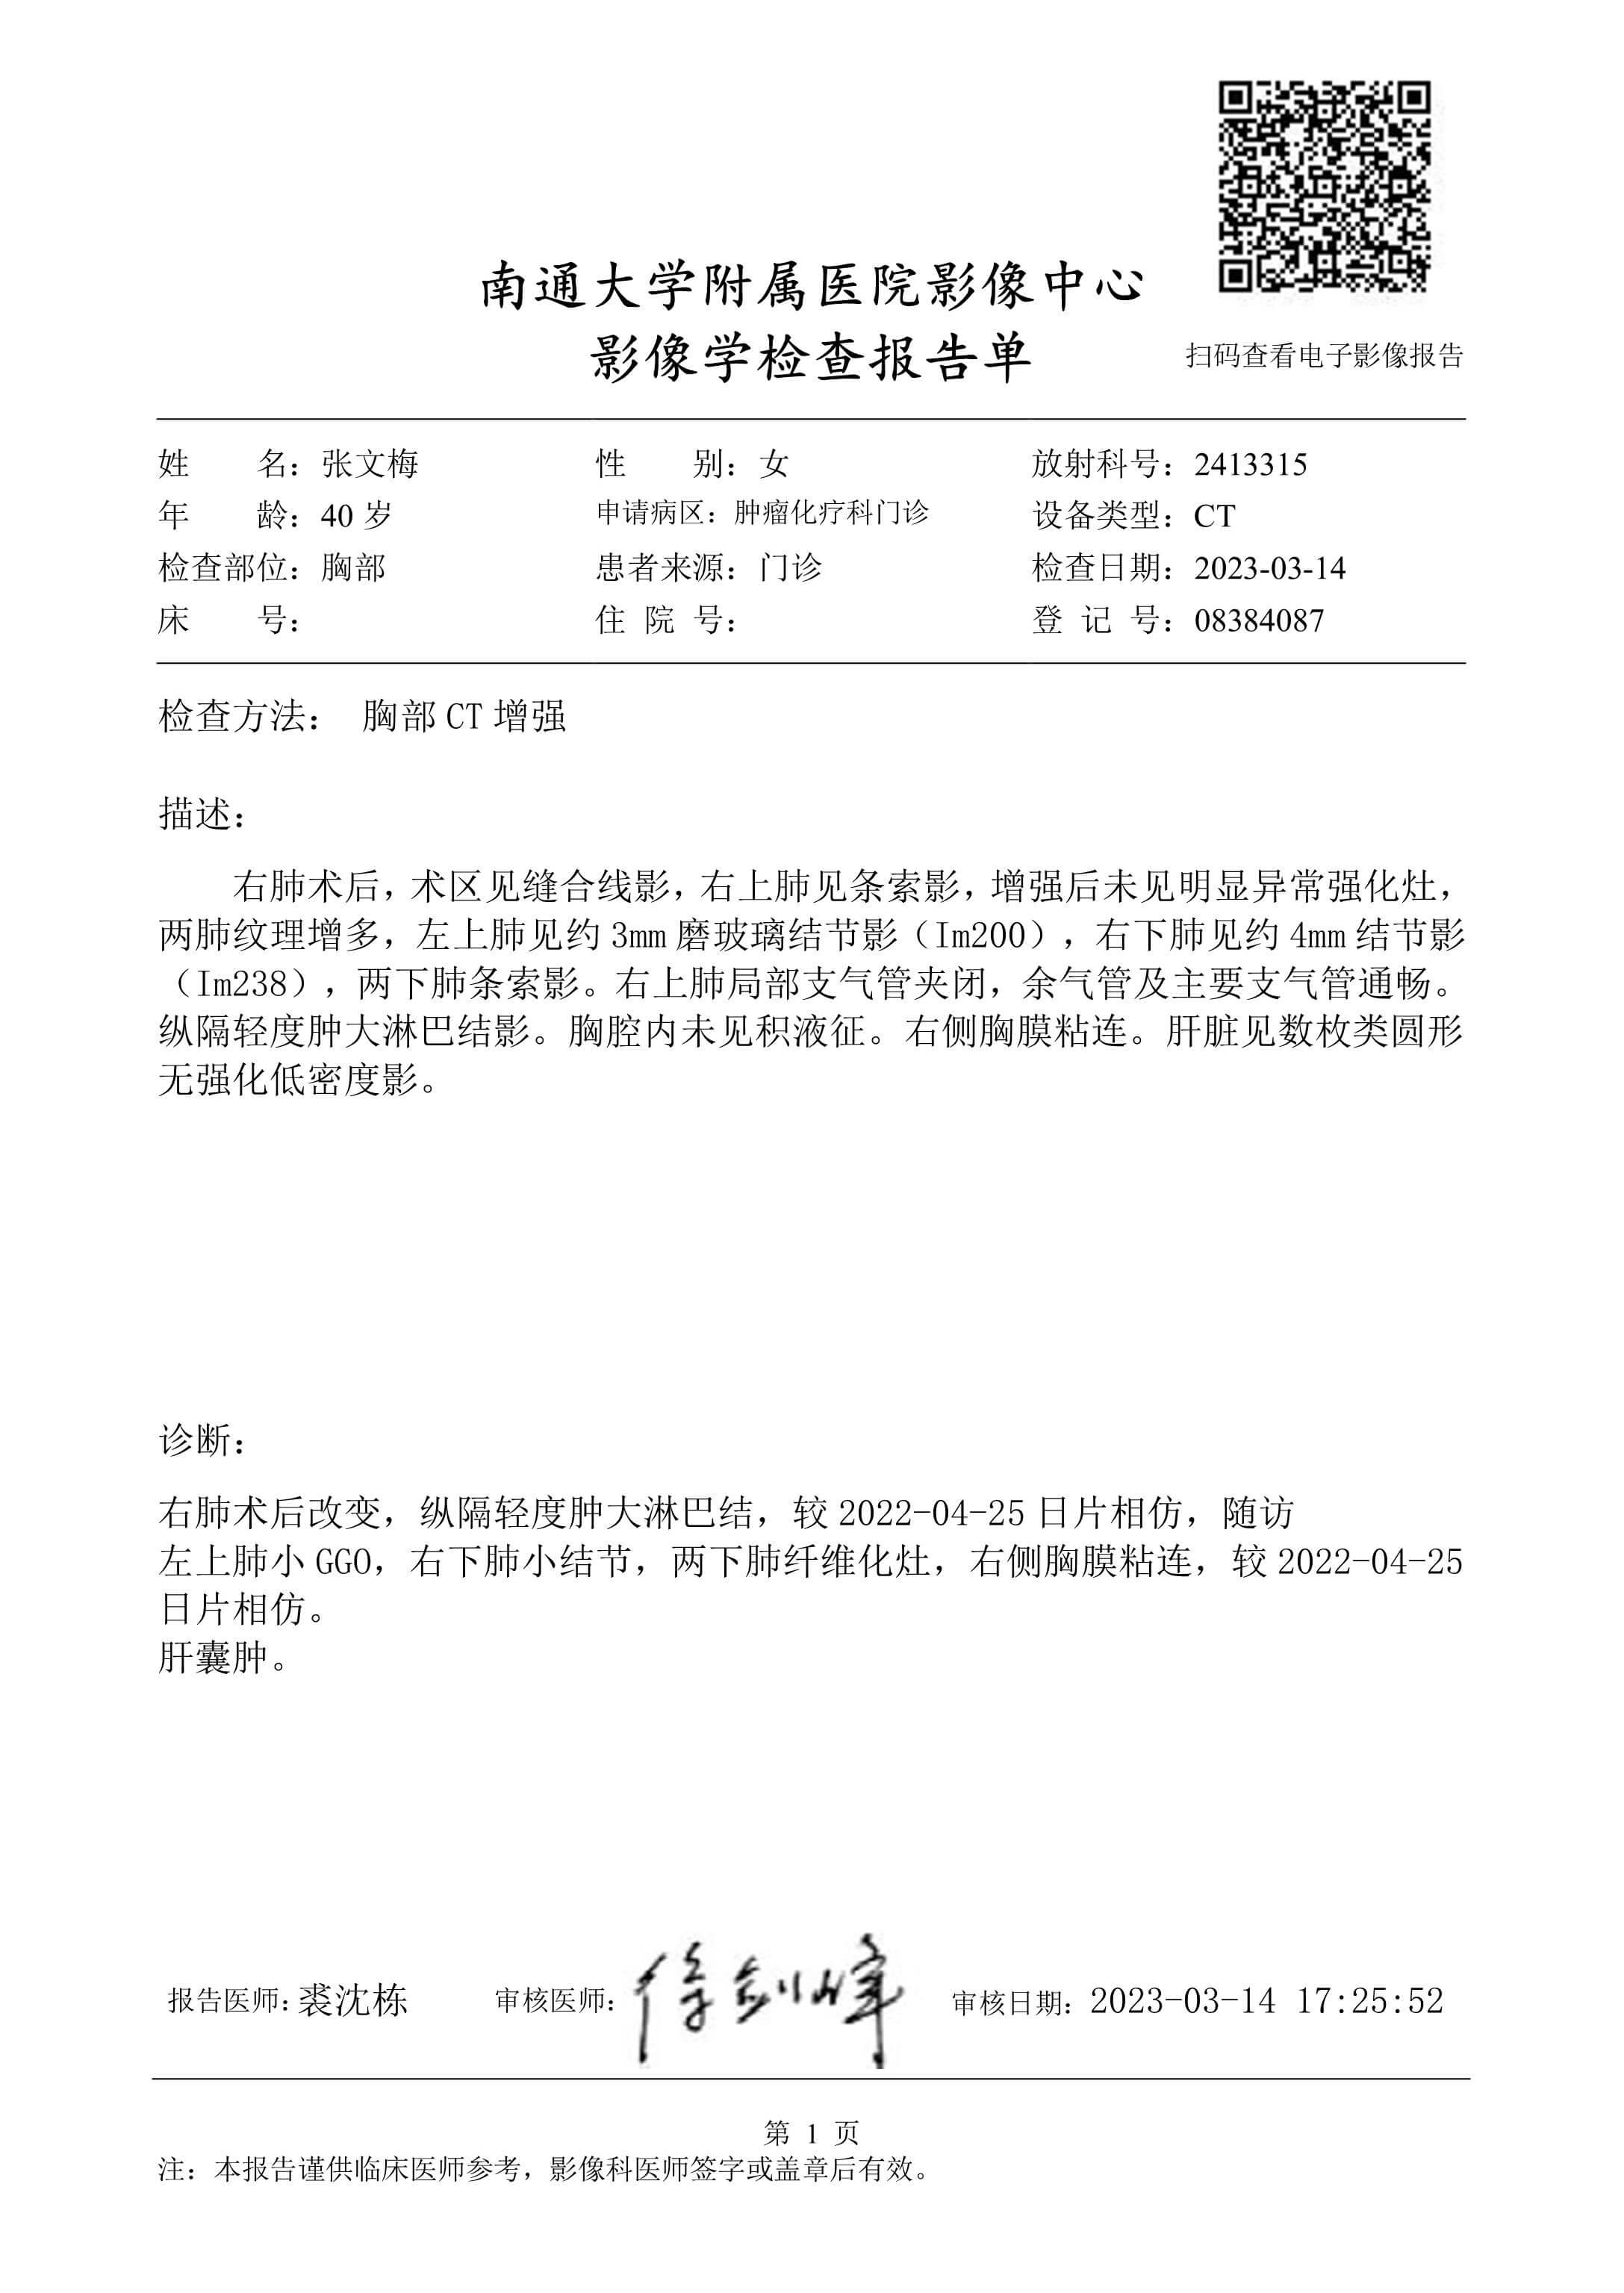 南通大学附属医院影像中心
影像学检查报告单
扫码查看电子影像报告
姓 名：张文梅 性 别：女 放射科号：2413315
年 龄：40 岁 申请病区：肿瘤化疗科门诊 设备类型：CT
检查部位：胸部 患者来源：门诊 检查日期：2023-03-14
床 号： 住 院 号： 登 记 号：08384087
检查方法： 胸部 CT 增强
描述：
右肺术后，术区见缝合线影，右上肺见条索影，增强后未见明显异常强化灶，
两肺纹理增多，左上肺见约 3mm 磨玻璃结节影（Im200），右下肺见约 4mm 结节影
（Im238），两下肺条索影。右上肺局部支气管夹闭，余气管及主要支气管通畅。
纵隔轻度肿大淋巴结影。胸腔内未见积液征。右侧胸膜粘连。肝脏见数枚类圆形
无强化低密度影。
诊断：
右肺术后改变，纵隔轻度肿大淋巴结，较 2022-04-25 日片相仿，随访
左上肺小 GGO，右下肺小结节，两下肺纤维化灶，右侧胸膜粘连，较 2022-04-25
日片相仿。
肝囊肿。
报告医师：裘沈栋 审核医师：徐剑峰 审核日期：2023-03-14 17:25:52
第 1 页
注：本报告谨供临床医师参考，影像科医师签字或盖章后有效。